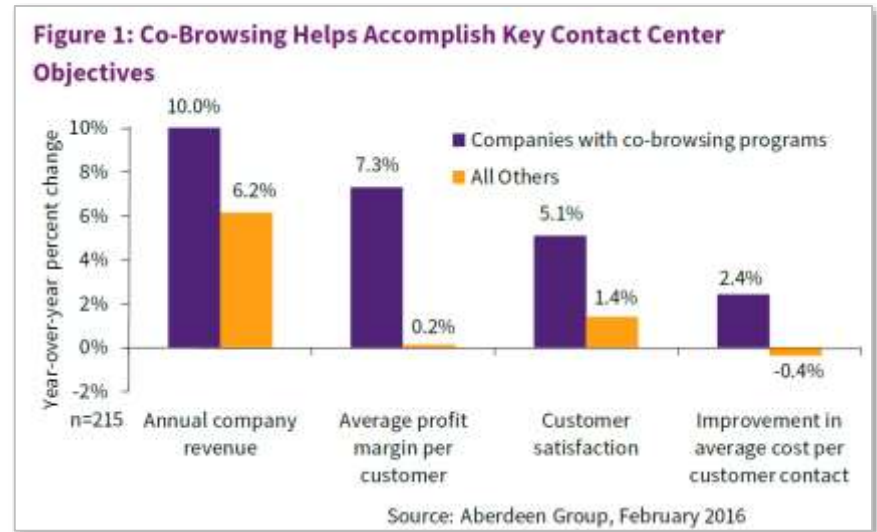 Figure 1: Co-Browsing Helps Accomplish Key Contact Center
Objectives
Year-over-year percent change
10%
8%
6%
4%
2%
0%
-2%
Companies with co-browsing programs
All Others
10.0%
6.2%
7.3%
0.2%
5.1%
1.4%
2.4%
-0.4%
n=215
Annual company
revenue
Average profit
margin per
customer
Customer
satisfaction
Improvement in
average cost per
customer contact
Source: Aberdeen Group, February 2016